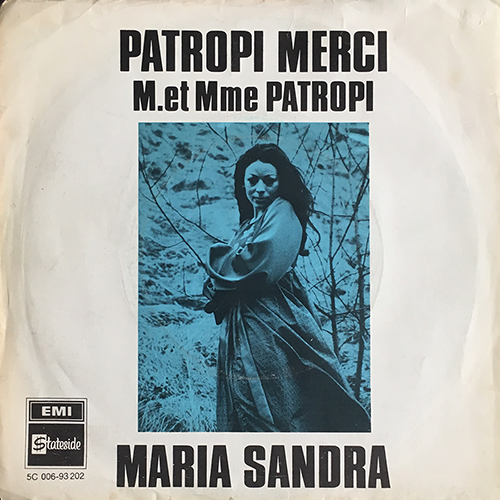 PATROPI MERCI
M.et Mme PATROPI
EMI
Stateside
5C 006-93 202
MARIA SANDRA